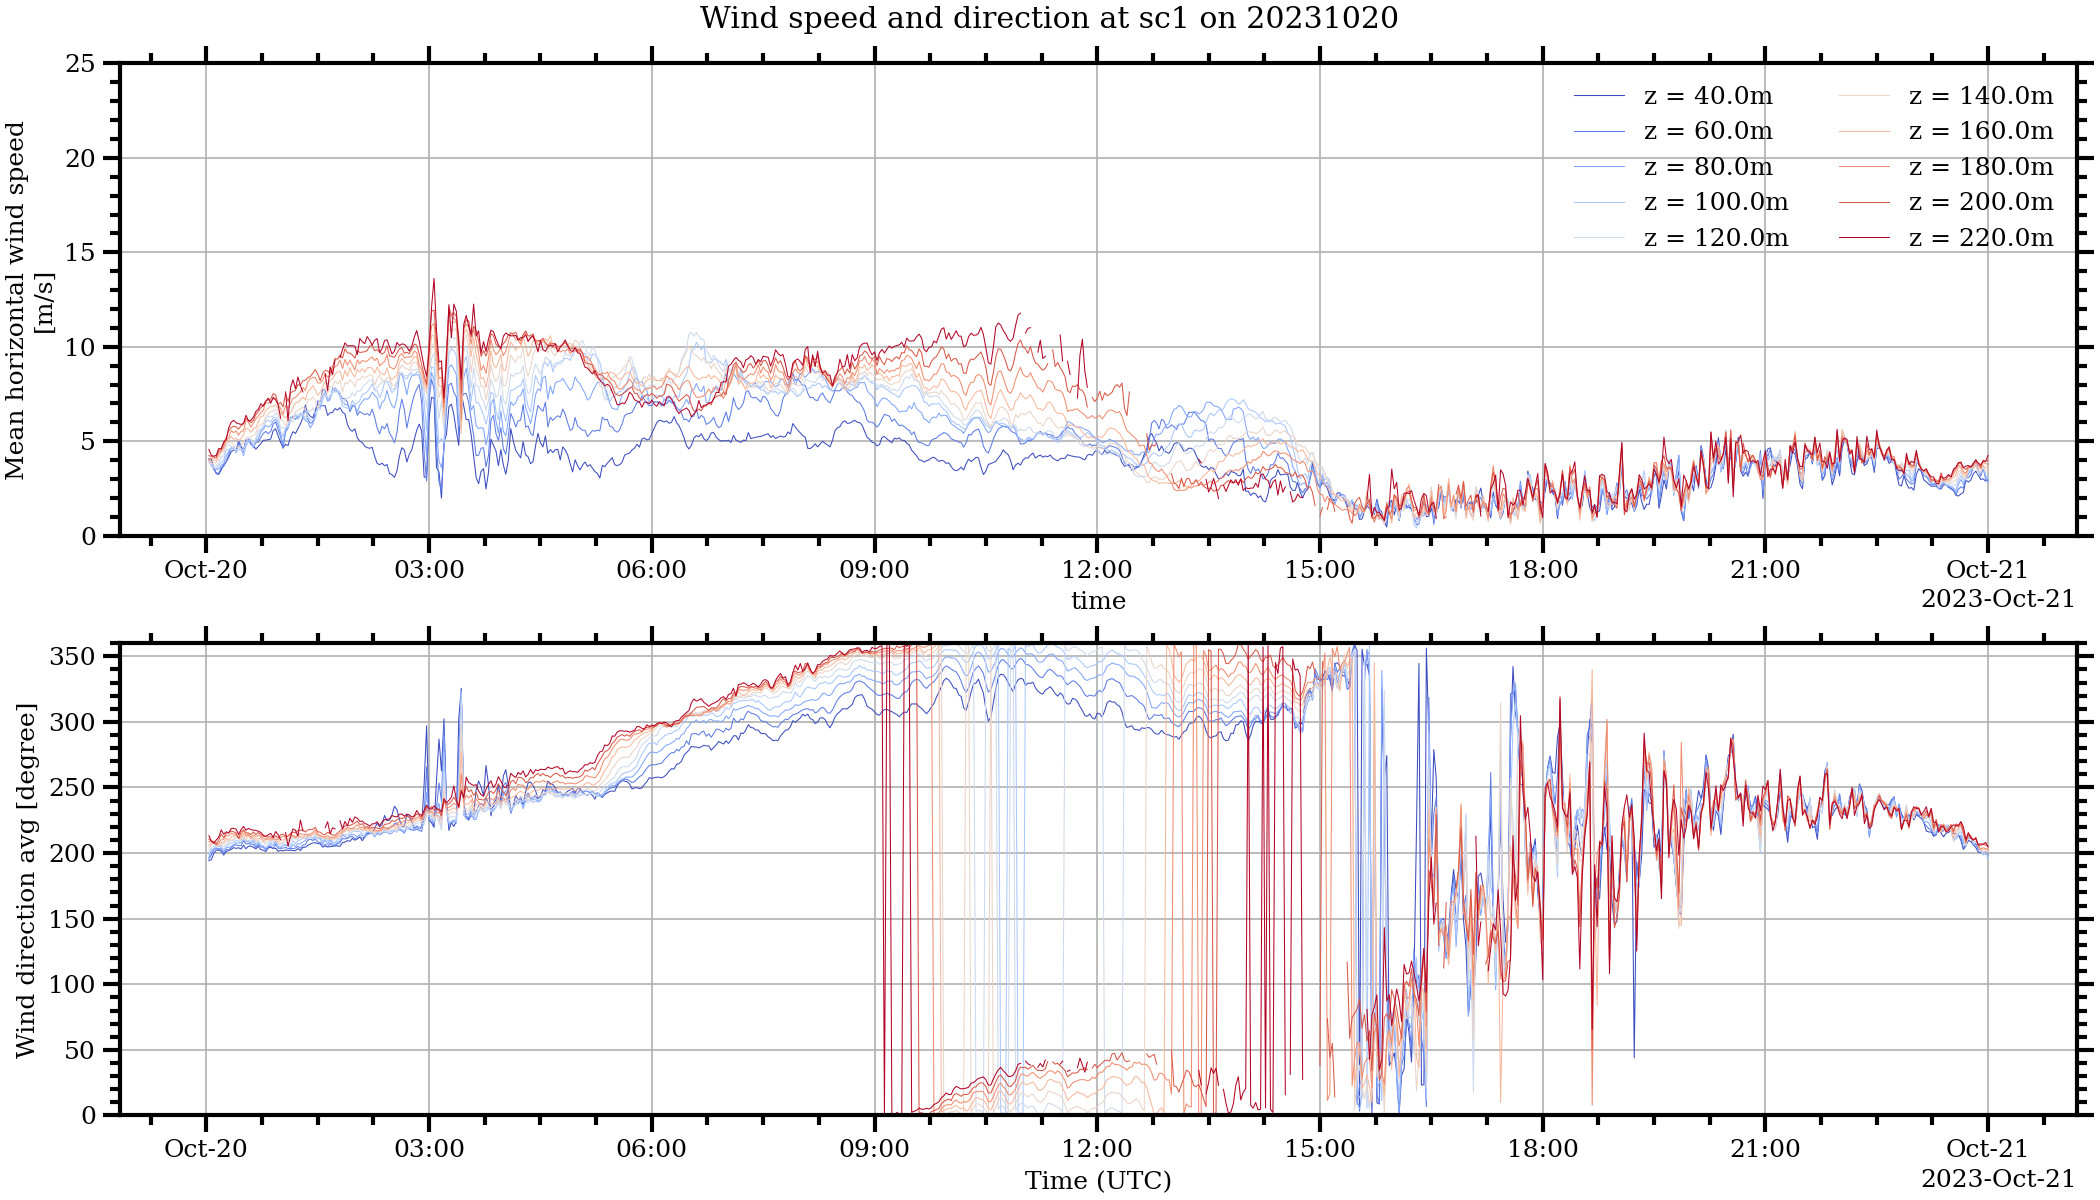 Wind speed and direction at sc1 on 20231020
Mean horizontal wind speed
[m/s]
25
20
15
10
5
0
z = 40.0m
z = 60.0m
z = 80.0m
z = 100.0m
z = 120.0m
z = 140.0m
z = 160.0m
z = 180.0m
z = 200.0m
z = 220.0m
Oct-20 03:00 06:00 09:00 12:00 15:00 18:00 21:00 Oct-21
time
2023-Oct-21
Wind direction avg [degree]
350
300
250
200
150
100
50
0
Oct-20 03:00 06:00 09:00 12:00 15:00 18:00 21:00 Oct-21
Time (UTC)
2023-Oct-21